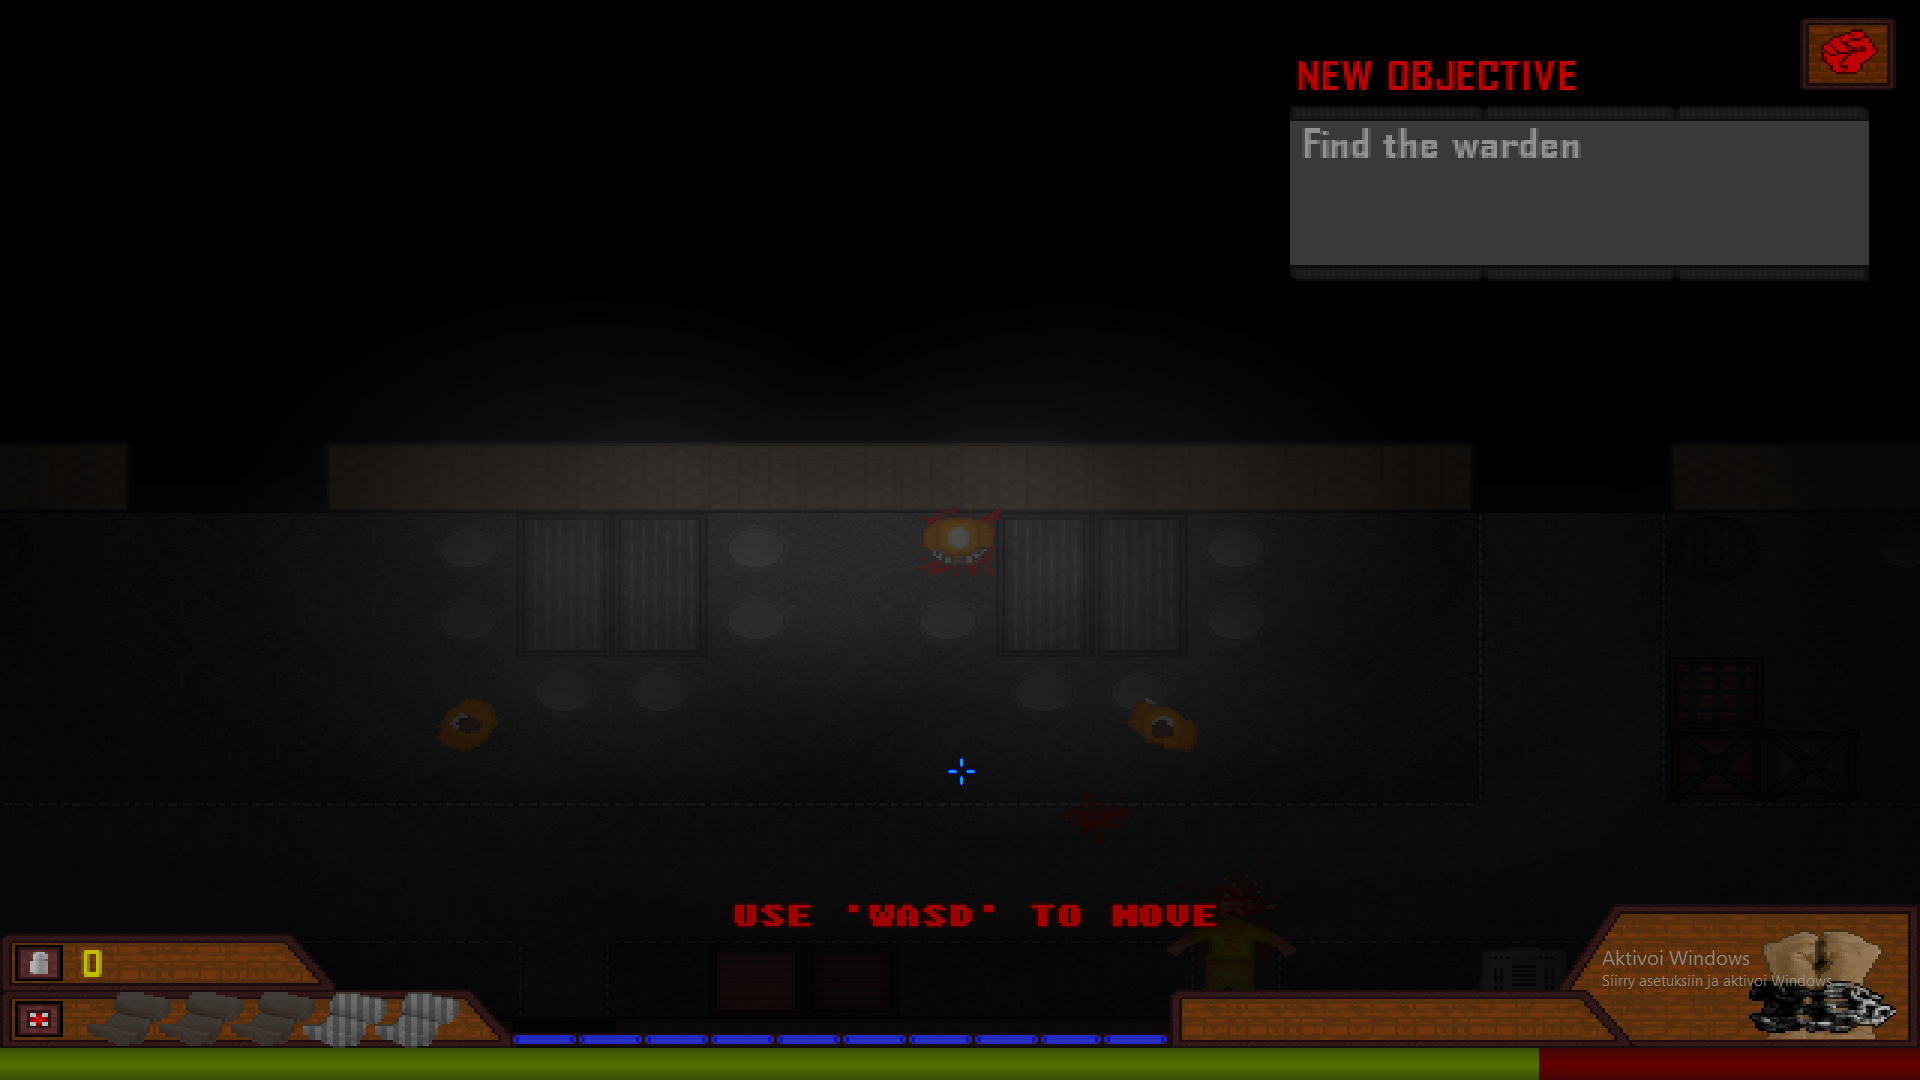 NEW OBJECTIVE
Find the warden
USE "WASD" TO MOVE
0
Aktivoi Windows
Siirry asetuksiin ja aktivoi Windows.